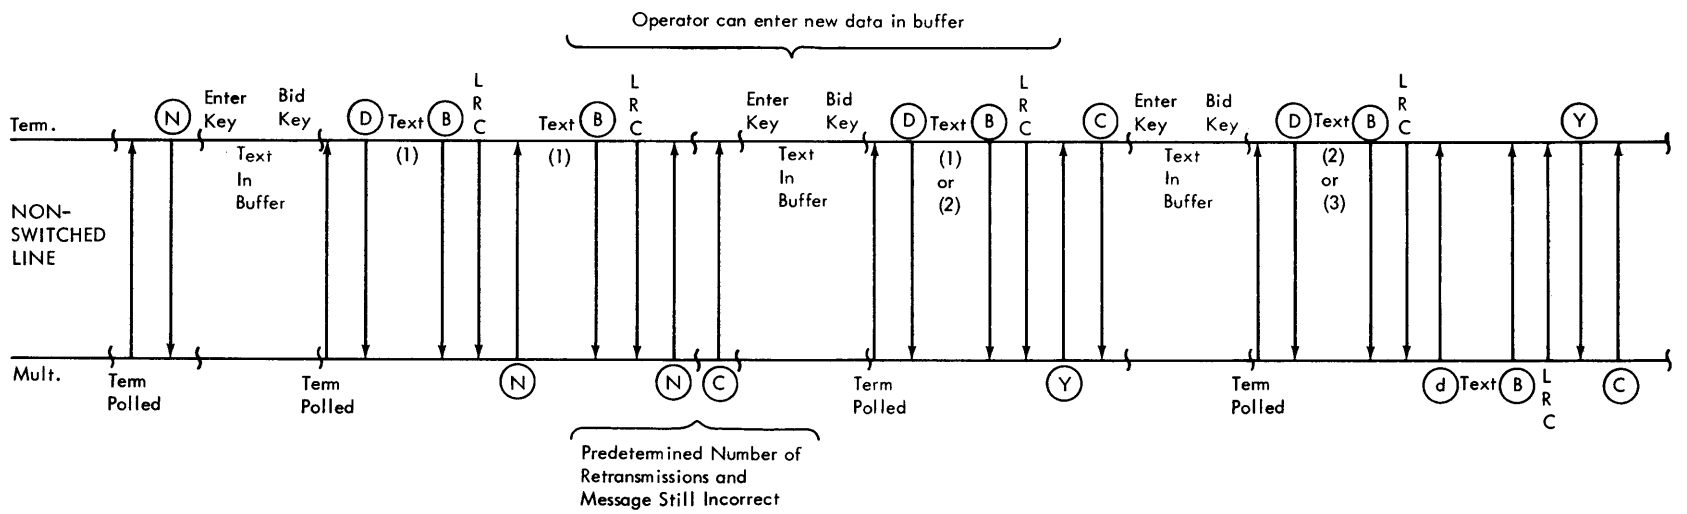 Operator can enter new data in buffer
Term.
N
Enter
Key
Bid
Key
D
Text
B
L
R
C
Text
B
L
R
C
Enter
Key
Bid
Key
D
Text
B
L
R
C
C
Enter
Key
Bid
Key
D
Text
B
L
R
C
Y
Text
In
Buffer
(1)
(1)
Text
In
Buffer
(1)
or
(2)
Text
In
Buffer
(2)
or
(3)
NON-
SWITCHED
LINE
Mult.
Term
Polled
Term
Polled
N
N
C
Term
Polled
Y
Term
Polled
d
Text
B
L
R
C
C
Predetermined Number of
Retransmissions and
Message Still Incorrect